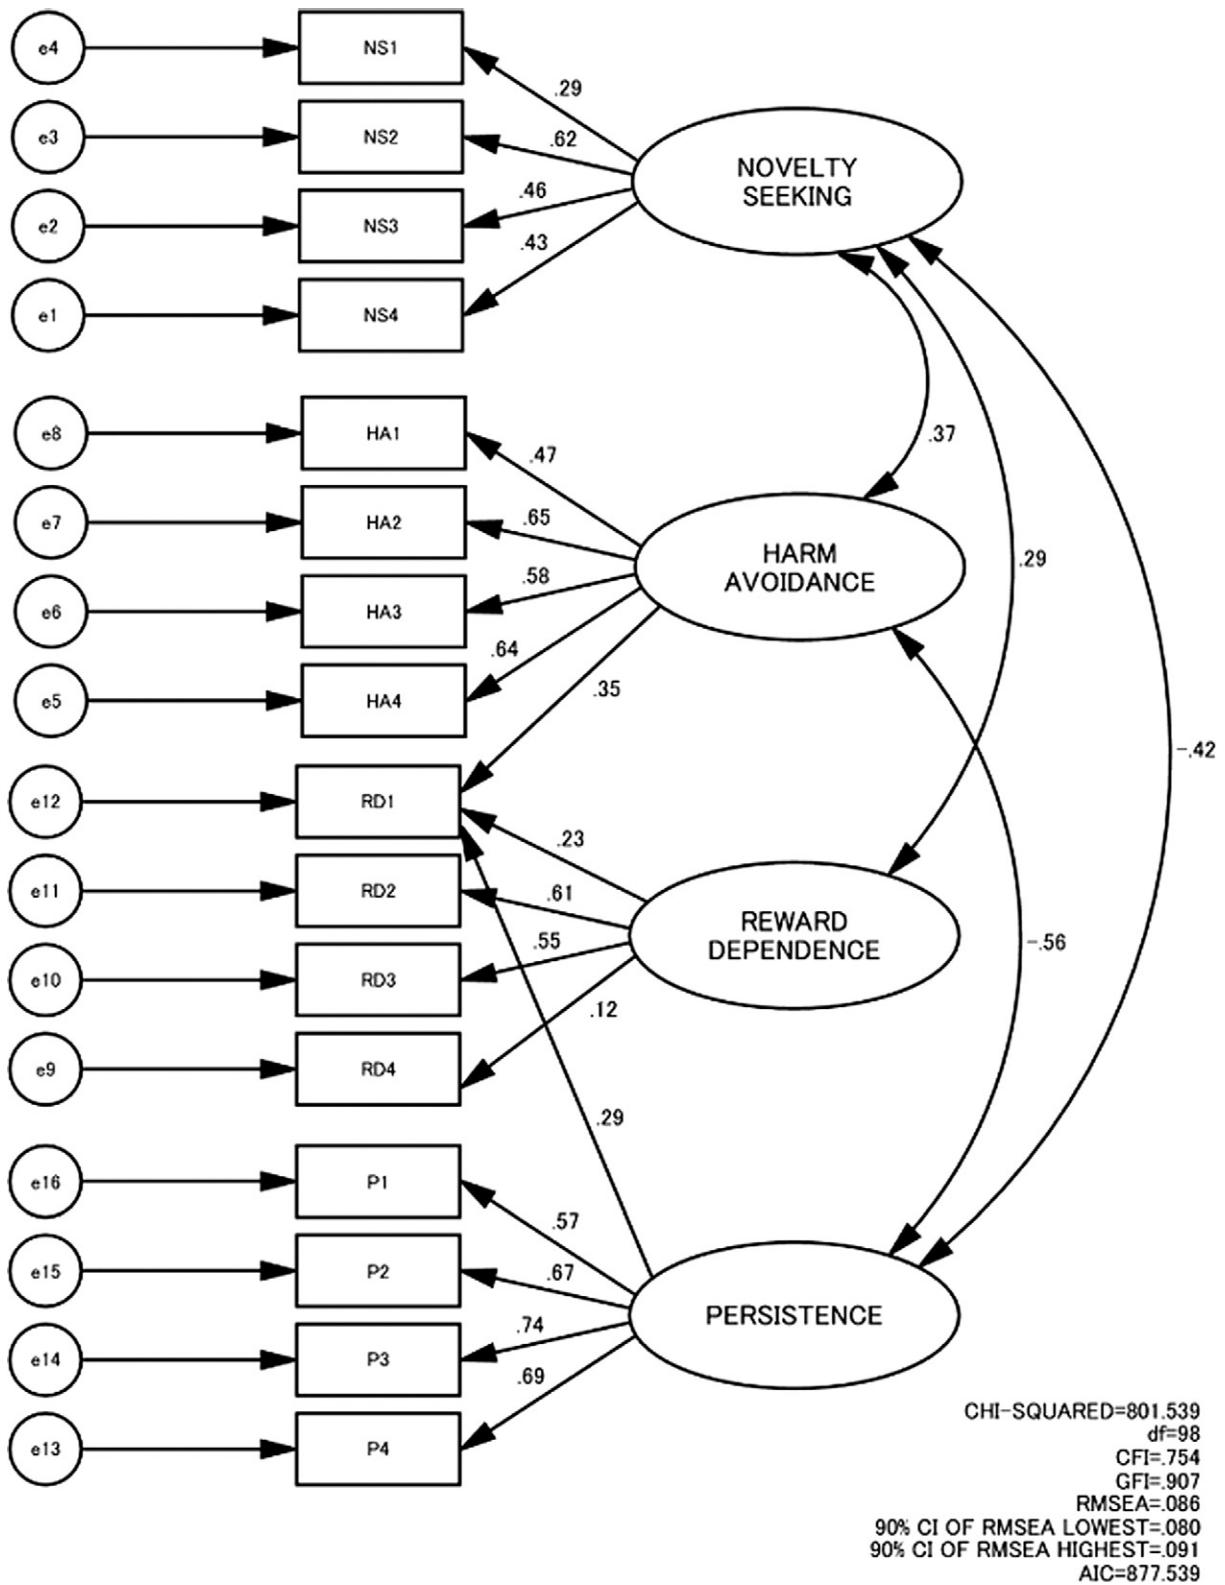 e4
NS1
.29
e3
NS2
.62
NOVELTY
SEEKING
e2
NS3
.46
e1
NS4
.43
.37
e8
HA1
.47
e7
HA2
.65
HARM
AVOIDANCE
.29
e6
HA3
.58
e5
HA4
.64
.35
-.42
e12
RD1
.23
e11
RD2
.61
REWARD
DEPENDENCE
-.56
e10
RD3
.55
e9
RD4
.12
.29
e16
P1
.57
e15
P2
.67
PERSISTENCE
e14
P3
.74
e13
P4
.69
CHI-SQUARED=801.539
df=98
CFI=.754
GFI=.907
RMSEA=.086
90% CI OF RMSEA LOWEST=.080
90% CI OF RMSEA HIGHEST=.091
AIC=877.539